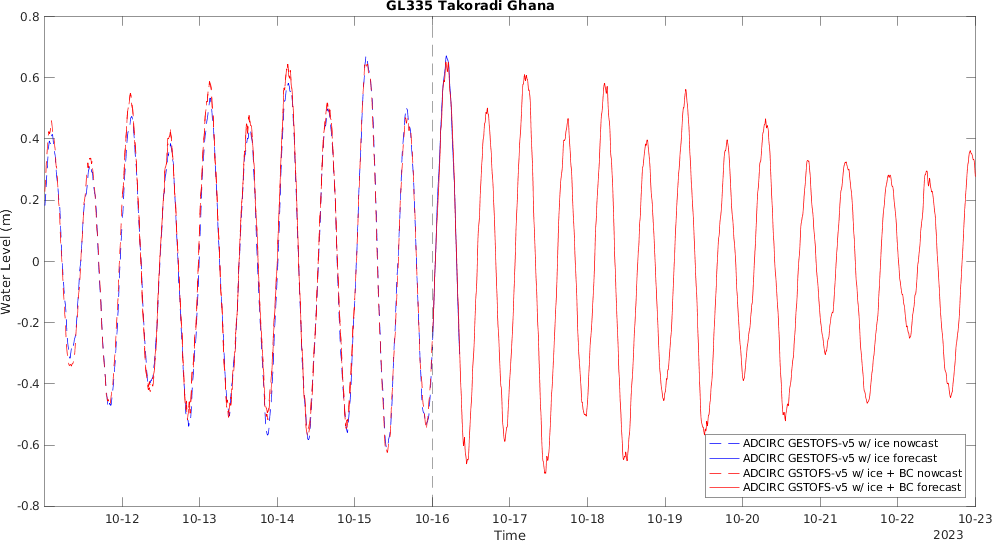 GL335 Takoradi Ghana
0.8
0.6
0.4
0.2
0
-0.2
-0.4
-0.6
-0.8
Water Level (m)
10-12 10-13 10-14 10-15 10-16 10-17 10-18 10-19 10-20 10-21 10-22 10-23
Time
2023
ADCIRC GESTOFS-v5 w/ ice nowcast
ADCIRC GESTOFS-v5 w/ ice forecast
ADCIRC GSTOFS-v5 w/ ice + BC nowcast
ADCIRC GSTOFS-v5 w/ ice + BC forecast